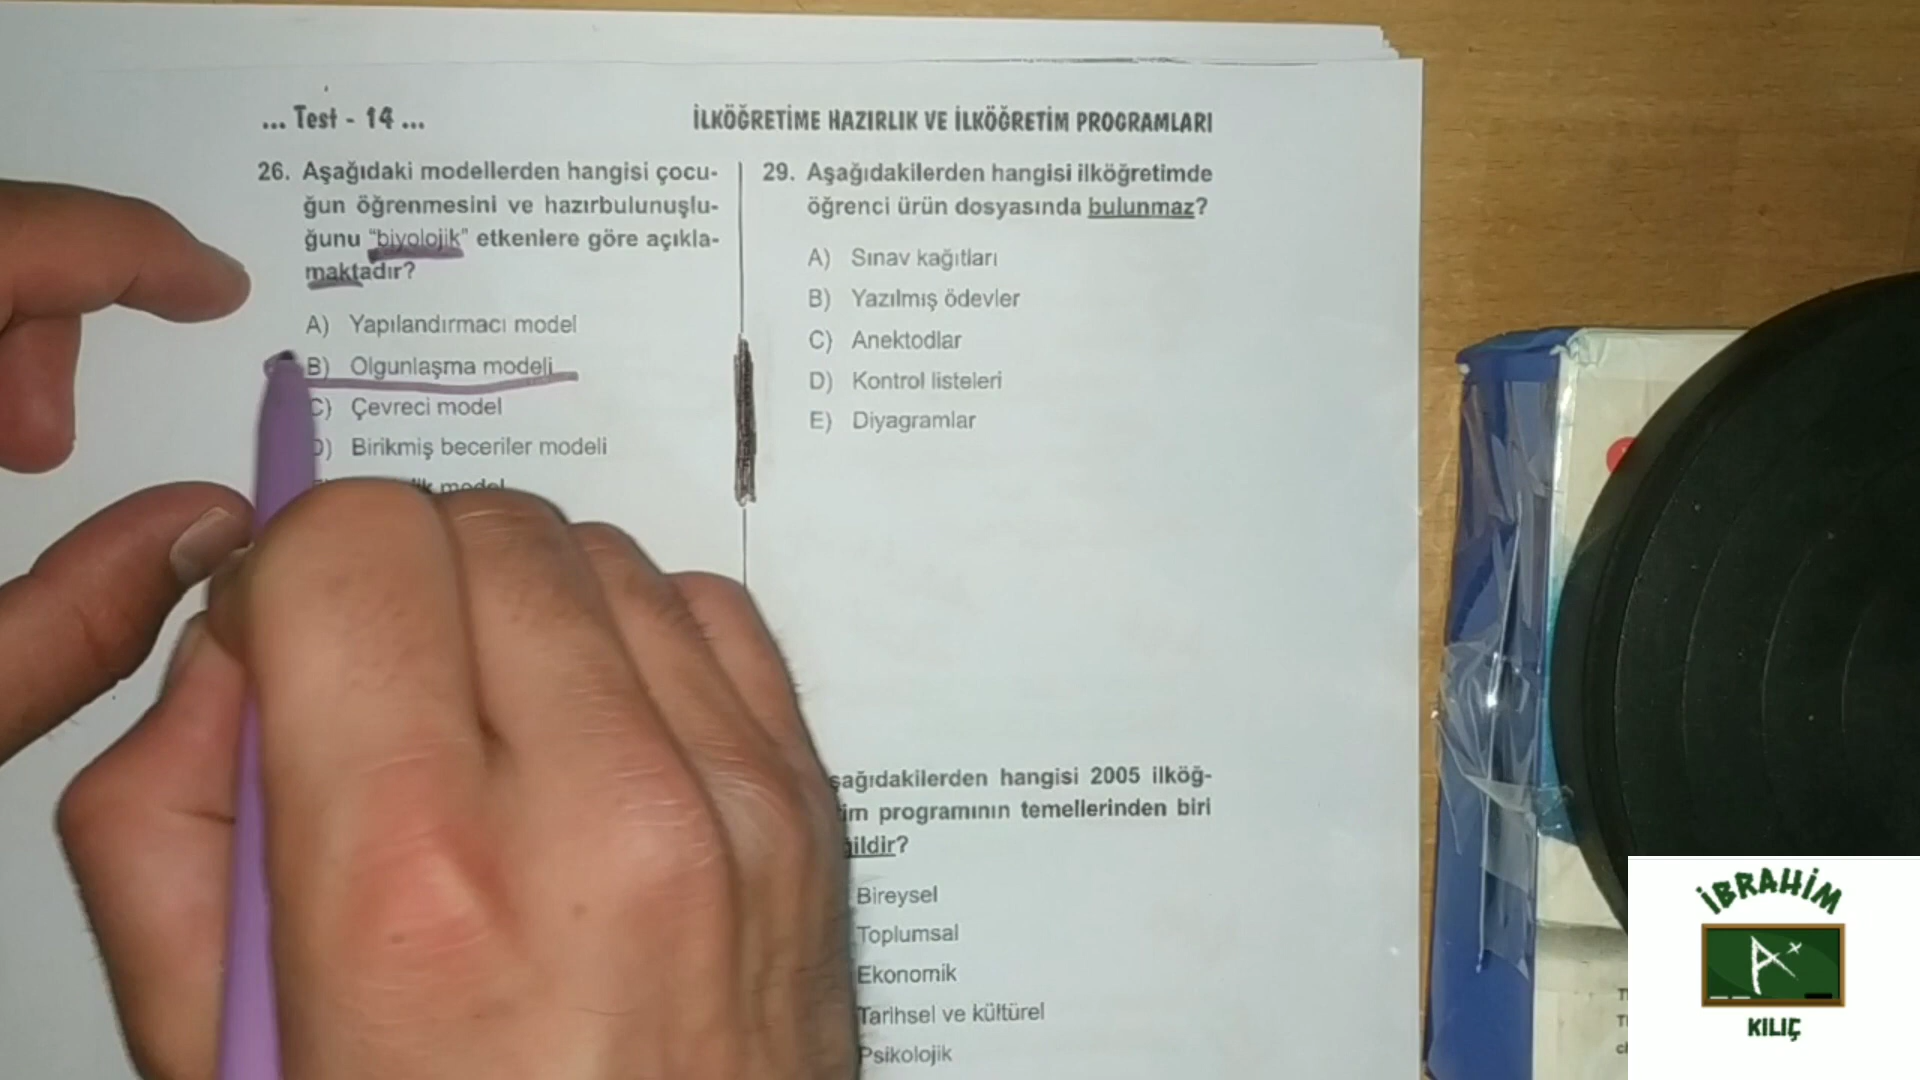 ... Test - 14 ...
İLKÖĞRETİME HAZIRLIK VE İLKÖĞRETİM PROGRAMLARI
26. Aşağıdaki modellerden hangisi çocu-
ğun öğrenmesini ve hazırbulunuşlu-
ğunu "biyolojik" etkenlere göre açıkla-
maktadır?
A) Yapılandırmacı model
B) Olgunlaşma modeli
C) Çevreci model
D) Birikmiş beceriler modeli
model
29. Aşağıdakilerden hangisi ilköğretimde
öğrenci ürün dosyasında bulunmaz?
A) Sınav kağıtları
B) Yazılmış ödevler
C) Anektodlar
D) Kontrol listeleri
E) Diyagramlar
şağıdakilerden hangisi 2005 ilköğ-
im programının temellerinden biri
ğildir?
Bireysel
Toplumsal
Ekonomik
Tarihsel ve kültürel
Psikolojik
İBRAHİM
A+
KILIÇ